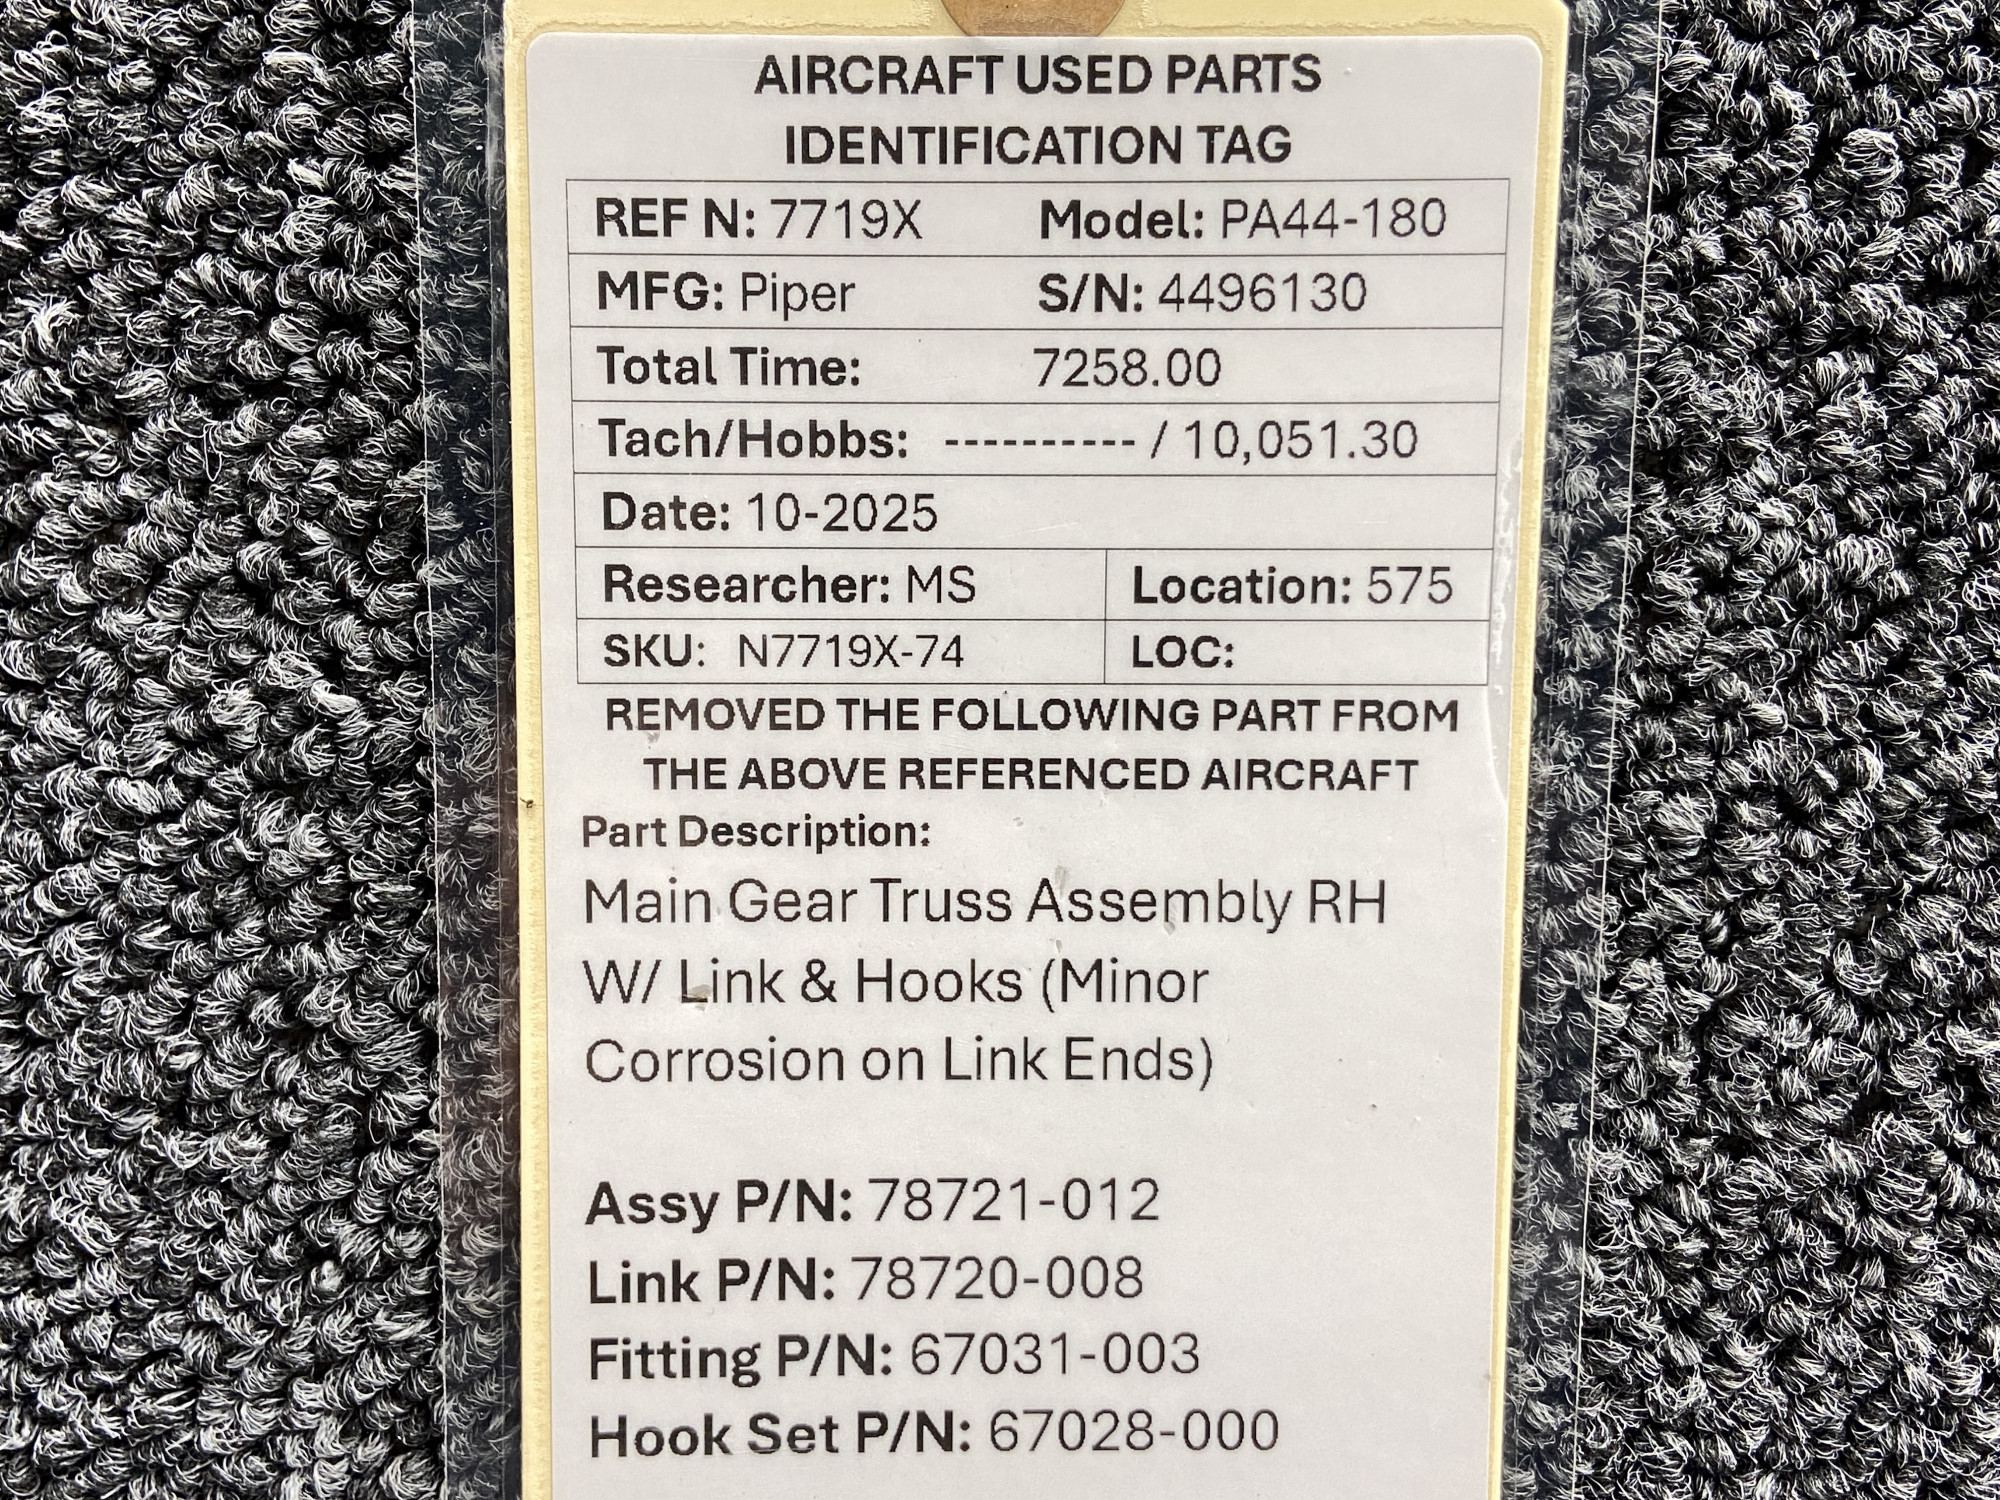 AIRCRAFT USED PARTS
IDENTIFICATION TAG
REF N: 7719X Model: PA44-180
MFG: Piper S/N: 4496130
Total Time: 7258.00
Tach/Hobbs: ---------- / 10,051.30
Date: 10-2025
Researcher: MS Location: 575
SKU: N7719X-74 LOC:
REMOVED THE FOLLOWING PART FROM
THE ABOVE REFERENCED AIRCRAFT
Part Description:
Main Gear Truss Assembly RH
W/ Link & Hooks (Minor
Corrosion on Link Ends)
Assy P/N: 78721-012
Link P/N: 78720-008
Fitting P/N: 67031-003
Hook Set P/N: 67028-000